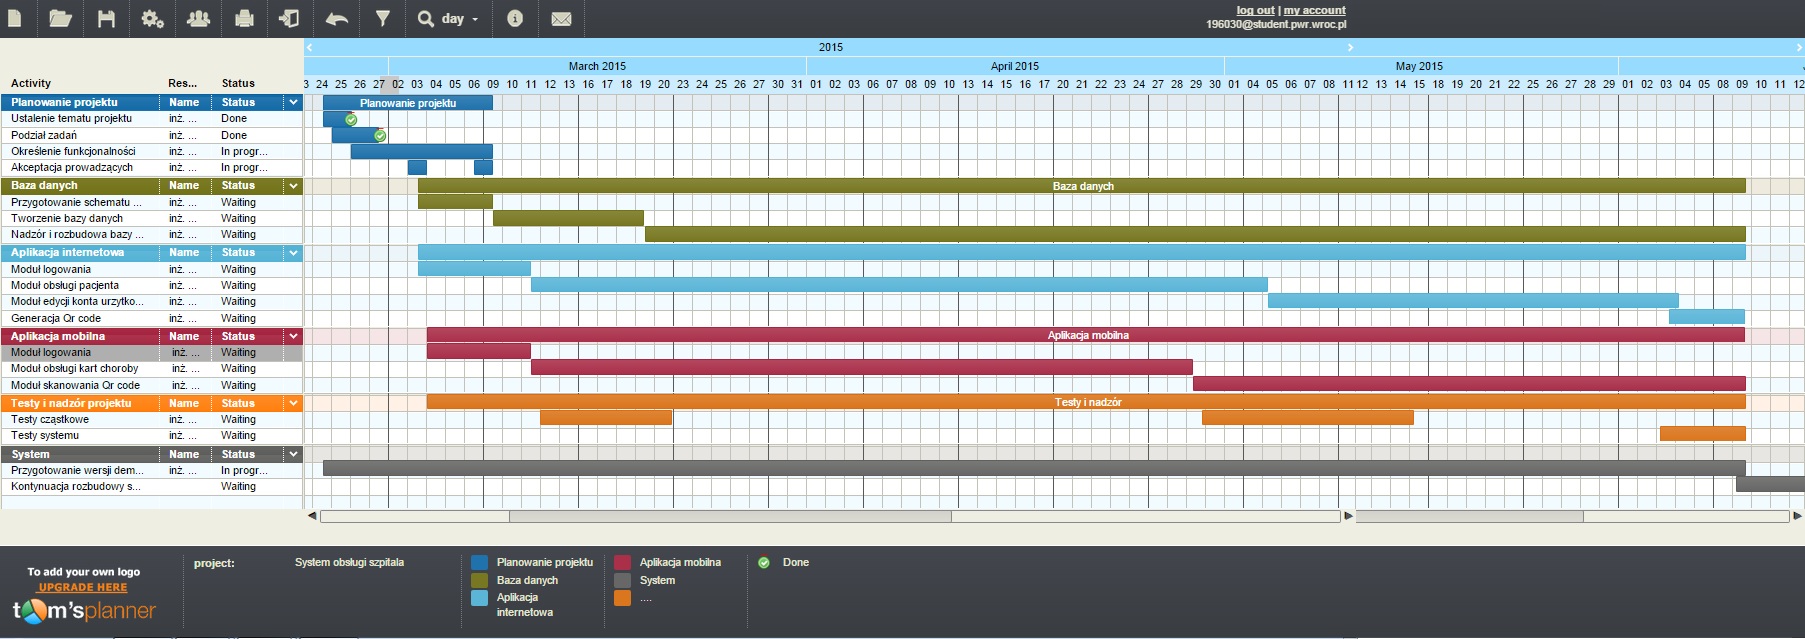 day
log out | my account
196030@student.pwr.wroc.pl
2015
March 2015 April 2015 May 2015
Activity Res... Status
3 24 25 26 27 02 03 04 05 06 09 10 11 12 13 16 17 18 19 20 23 24 25 26 27 30 31 01 02 03 06 07 08 09 10 13 14 15 16 17 20 21 22 23 24 27 28 29 30 01 04 05 06 07 08 11 12 13 14 15 18 19 20 21 22 25 26 27 28 29 01 02 03 04 05 08 09 10 11 12
Planowanie projektu Name Status Planowanie projektu
Ustalenie tematu projektu inż. ... Done
Podział zadań inż. ... Done
Określenie funkcjonalności inż. ... In progr...
Akceptacja prowadzących inż. ... In progr...
Baza danych Name Status Baza danych
Przygotowanie schematu ... inż. ... Waiting
Tworzenie bazy danych inż. ... Waiting
Nadzór i rozbudowa bazy ... inż. ... Waiting
Aplikacja internetowa Name Status
Moduł logowania inż. ... Waiting
Moduł obsługi pacjenta inż. ... Waiting
Moduł edycji konta urzytko... inż. ... Waiting
Generacja Qr code inż. ... Waiting
Aplikacja mobilna Name Status Aplikacja mobilna
Moduł logowania inż. ... Waiting
Moduł obsługi kart choroby inż. ... Waiting
Moduł skanowania Qr code inż. ... Waiting
Testy i nadzór projektu Name Status Testy i nadzór
Testy cząstkowe inż. ... Waiting
Testy systemu inż. ... Waiting
System Name Status
Przygotowanie wersji dem... inż. ... In progr...
Kontynuacja rozbudowy s... Waiting
To add your own logo
UPGRADE HERE
tom'splanner
project: System obsługi szpitala
Planowanie projektu
Baza danych
Aplikacja
internetowa
Aplikacja mobilna
System
....
Done